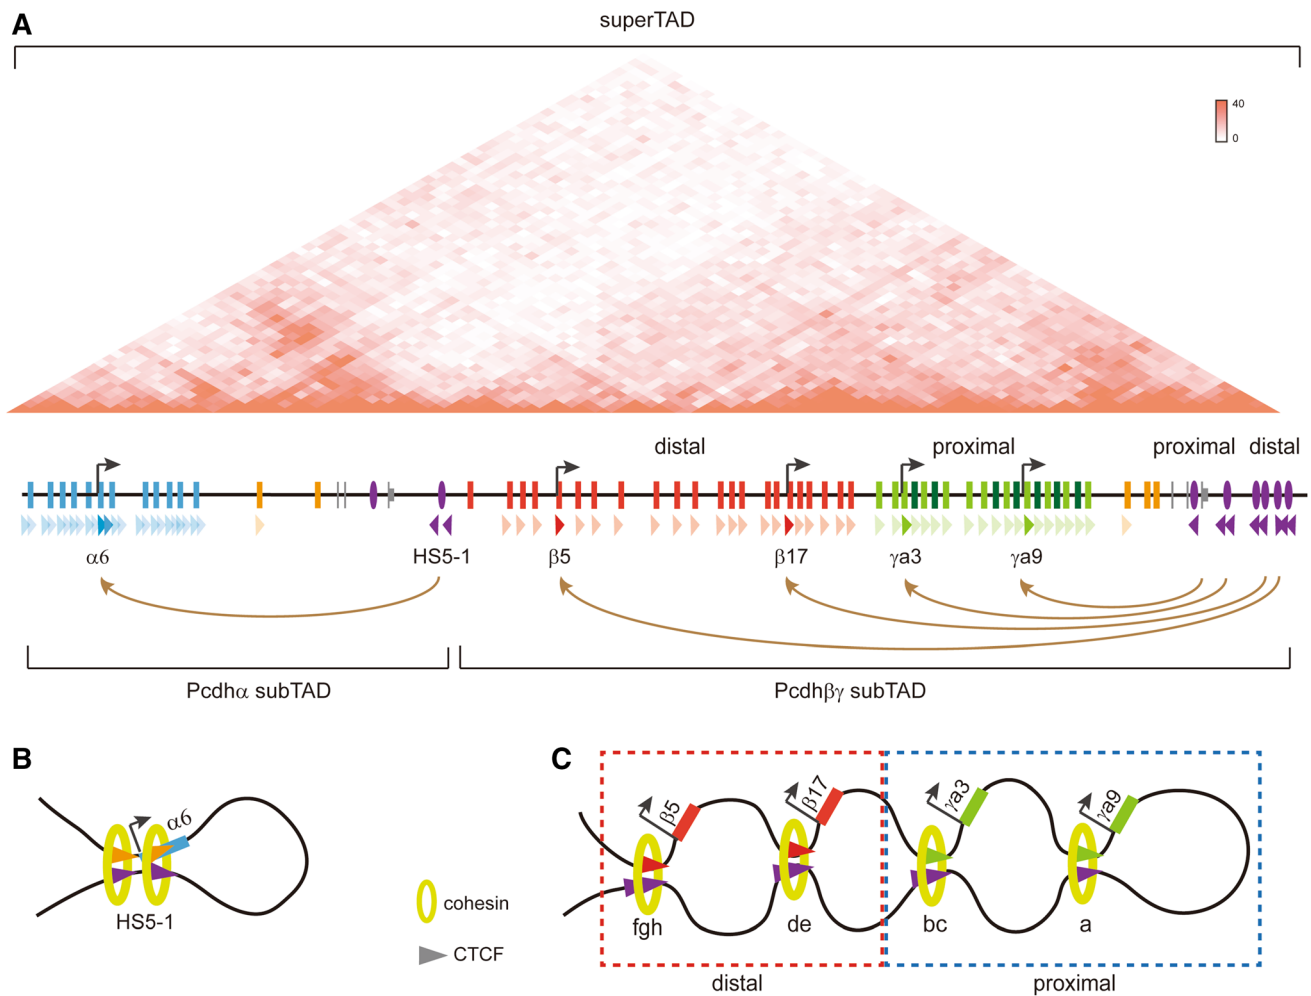 A
superTAD
40
0
distal
proximal
proximal
distal
α6
HS5-1
β5
β17
γa3
γa9
Pcdhα subTAD
Pcdhβγ subTAD
B
α6
HS5-1
cohesin
CTCF
C
β5
β17
γa3
γa9
fgh
de
bc
a
distal
proximal